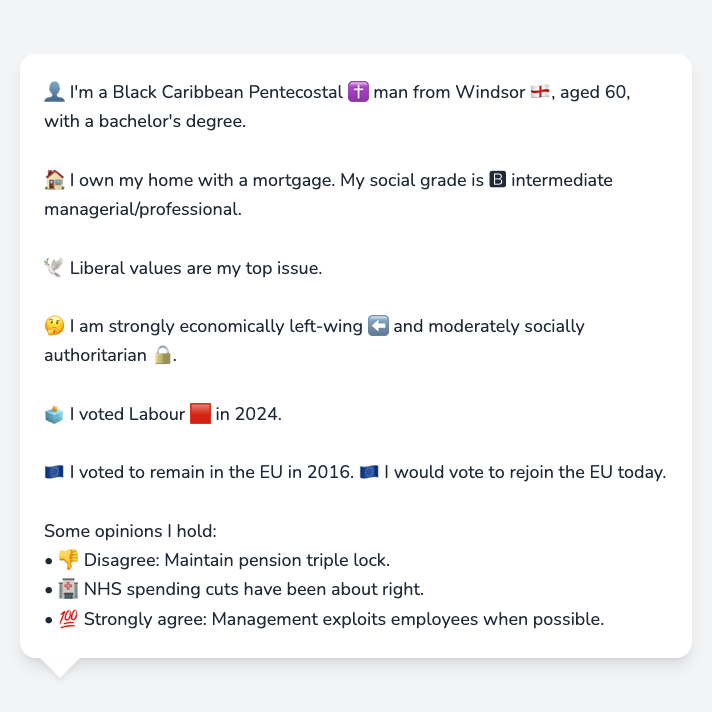 👤 I'm a Black Caribbean Pentecostal ✝️ man from Windsor 🏴󠁧󠁢󠁥󠁮󠁧󠁿, aged 60,
with a bachelor's degree.
🏠 I own my home with a mortgage. My social grade is 🅱 intermediate
managerial/professional.
🕊️ Liberal values are my top issue.
🤔 I am strongly economically left-wing ⬅️ and moderately socially
authoritarian 🔒.
🗳️ I voted Labour 🟥 in 2024.
🇪🇺 I voted to remain in the EU in 2016. 🇪🇺 I would vote to rejoin the EU today.
Some opinions I hold:
• 👎 Disagree: Maintain pension triple lock.
• 🏥 NHS spending cuts have been about right.
• 💯 Strongly agree: Management exploits employees when possible.